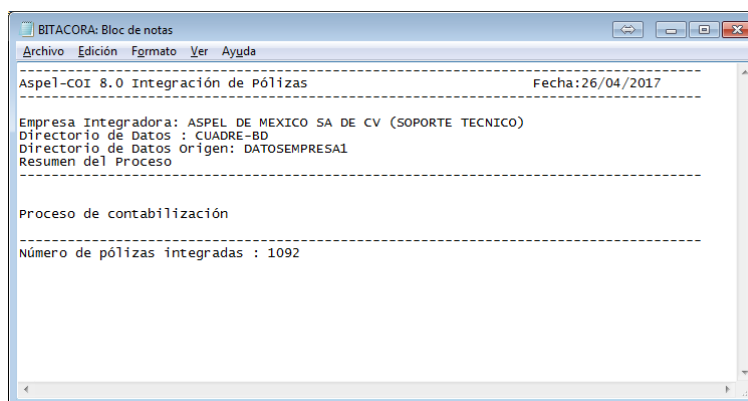 BITACORA: Bloc de notas
Archivo Edición Formato Ver Ayuda
--------------------------------------------------------------------------------
Aspel-COI 8.0 Integración de Pólizas Fecha:26/04/2017
--------------------------------------------------------------------------------
Empresa Integradora: ASPEL DE MEXICO SA DE CV (SOPORTE TECNICO)
Directorio de Datos : CUADRE-BD
Directorio de Datos Origen: DATOSEMPRESA1
Resumen del Proceso
--------------------------------------------------------------------------------
Proceso de contabilización
--------------------------------------------------------------------------------
Número de pólizas integradas : 1092